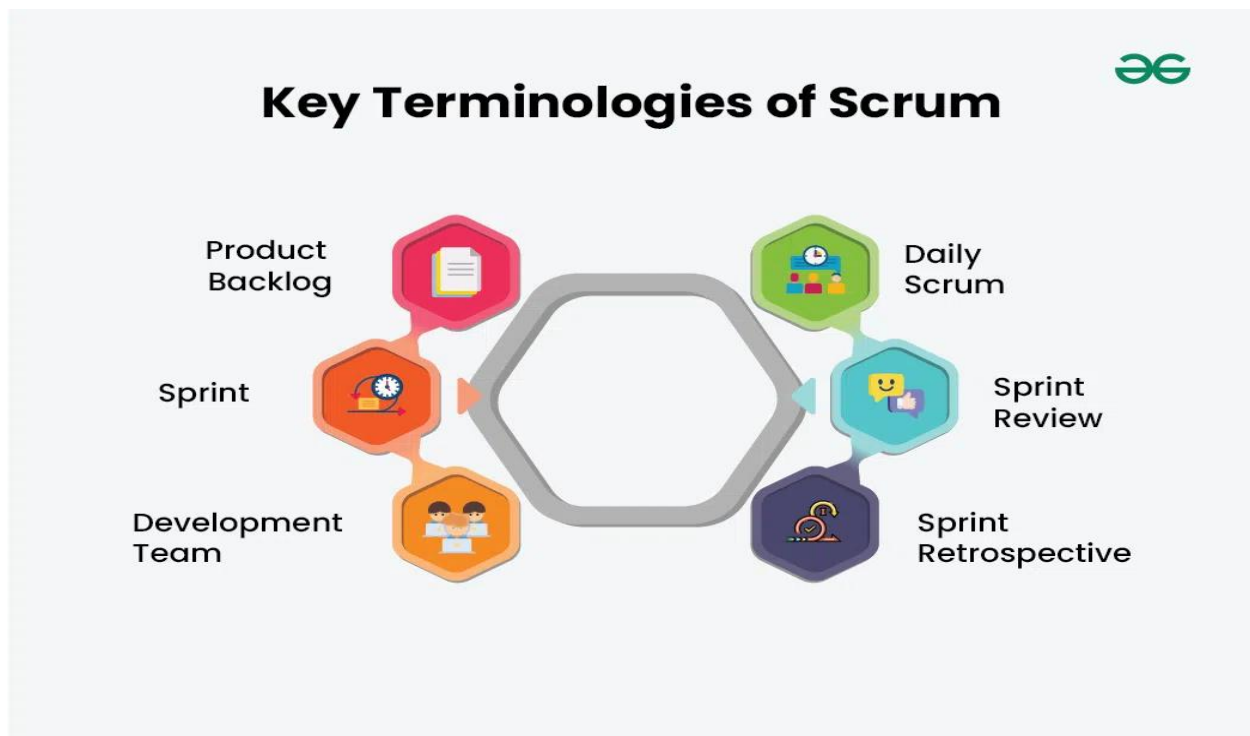 Key Terminologies of Scrum
Product
Backlog
Sprint
Development
Team
Daily
Scrum
Sprint
Review
Sprint
Retrospective